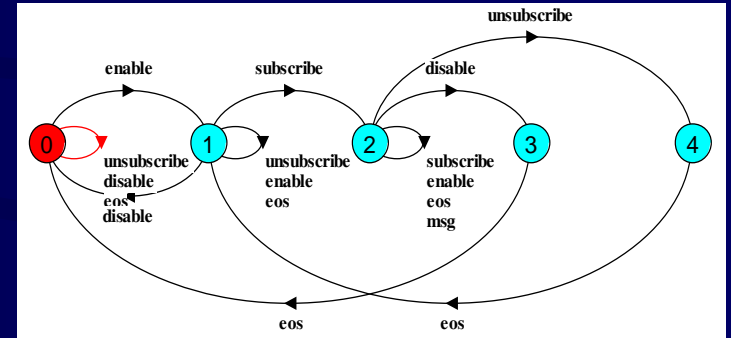 unsubscribe
enable
subscribe
disable
0
1
2
3
4
unsubscribe
disable
eos
disable
unsubscribe
enable
eos
subscribe
enable
eos
msg
eos
eos